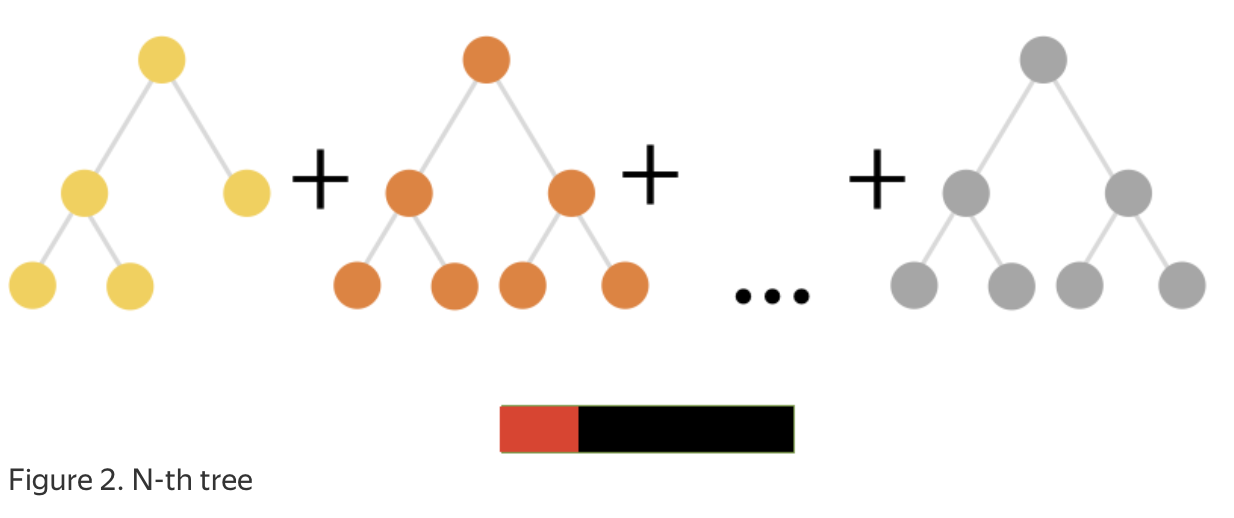 + + +
...
Figure 2. N-th tree